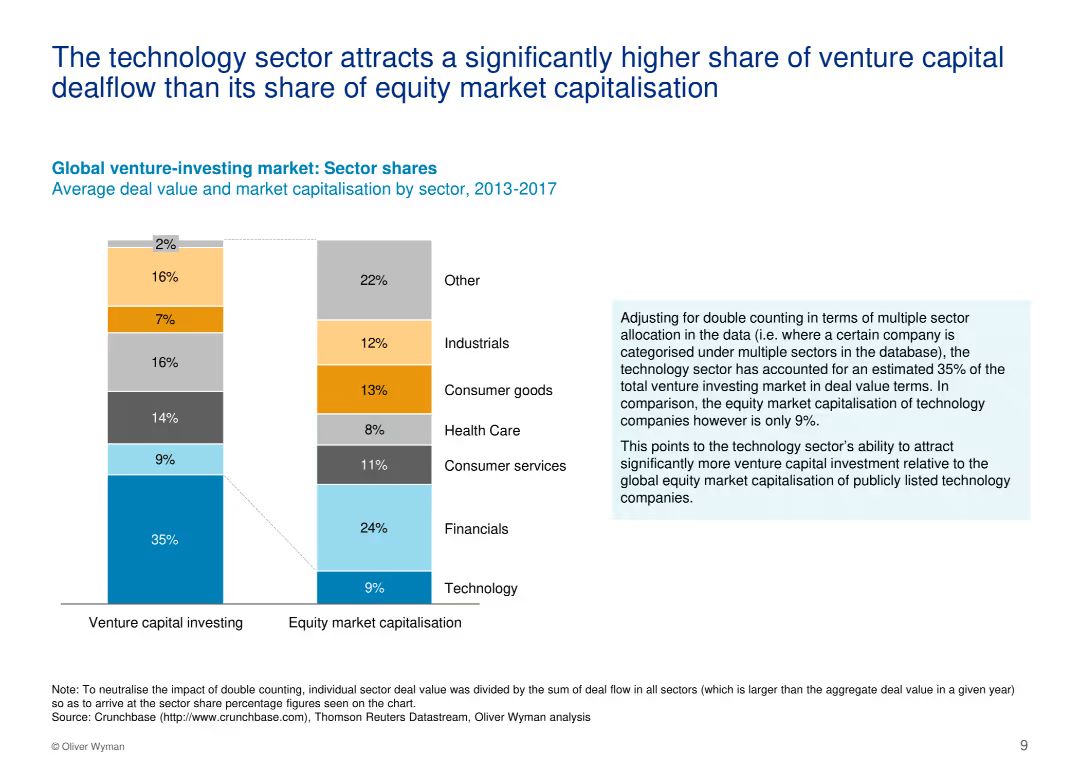 The technology sector attracts a significantly higher share of venture capital
dealflow than its share of equity market capitalisation
Global venture-investing market: Sector shares
Average deal value and market capitalisation by sector, 2013-2017
2%
16%
7%
16%
14%
9%
35%
22%
12%
13%
8%
11%
24%
9%
Other
Industrials
Consumer goods
Health Care
Consumer services
Financials
Technology
Venture capital investing
Equity market capitalisation
Adjusting for double counting in terms of multiple sector
allocation in the data (i.e. where a certain company is
categorised under multiple sectors in the database), the
technology sector has accounted for an estimated 35% of the
total venture investing market in deal value terms. In
comparison, the equity market capitalisation of technology
companies however is only 9%.
This points to the technology sector's ability to attract
significantly more venture capital investment relative to the
global equity market capitalisation of publicly listed technology
companies.
Note: To neutralise the impact of double counting, individual sector deal value was divided by the sum of deal flow in all sectors (which is larger than the aggregate deal value in a given year)
so as to arrive at the sector share percentage figures seen on the chart.
Source: Crunchbase (http://www.crunchbase.com), Thomson Reuters Datastream, Oliver Wyman analysis
© Oliver Wyman
9